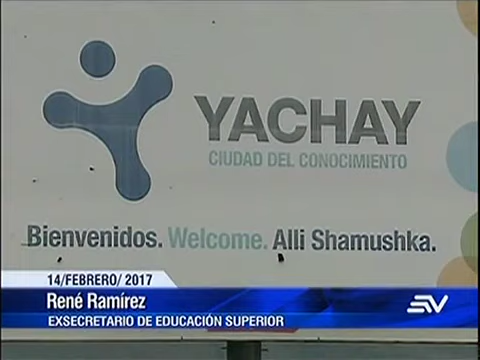 YACHAY
CIUDAD DEL CONOCIMIENTO
Bienvenidos. Welcome. Alli Shamushka.
14/FEBRERO/ 2017
René Ramírez
EXSECRETARIO DE EDUCACIÓN SUPERIOR